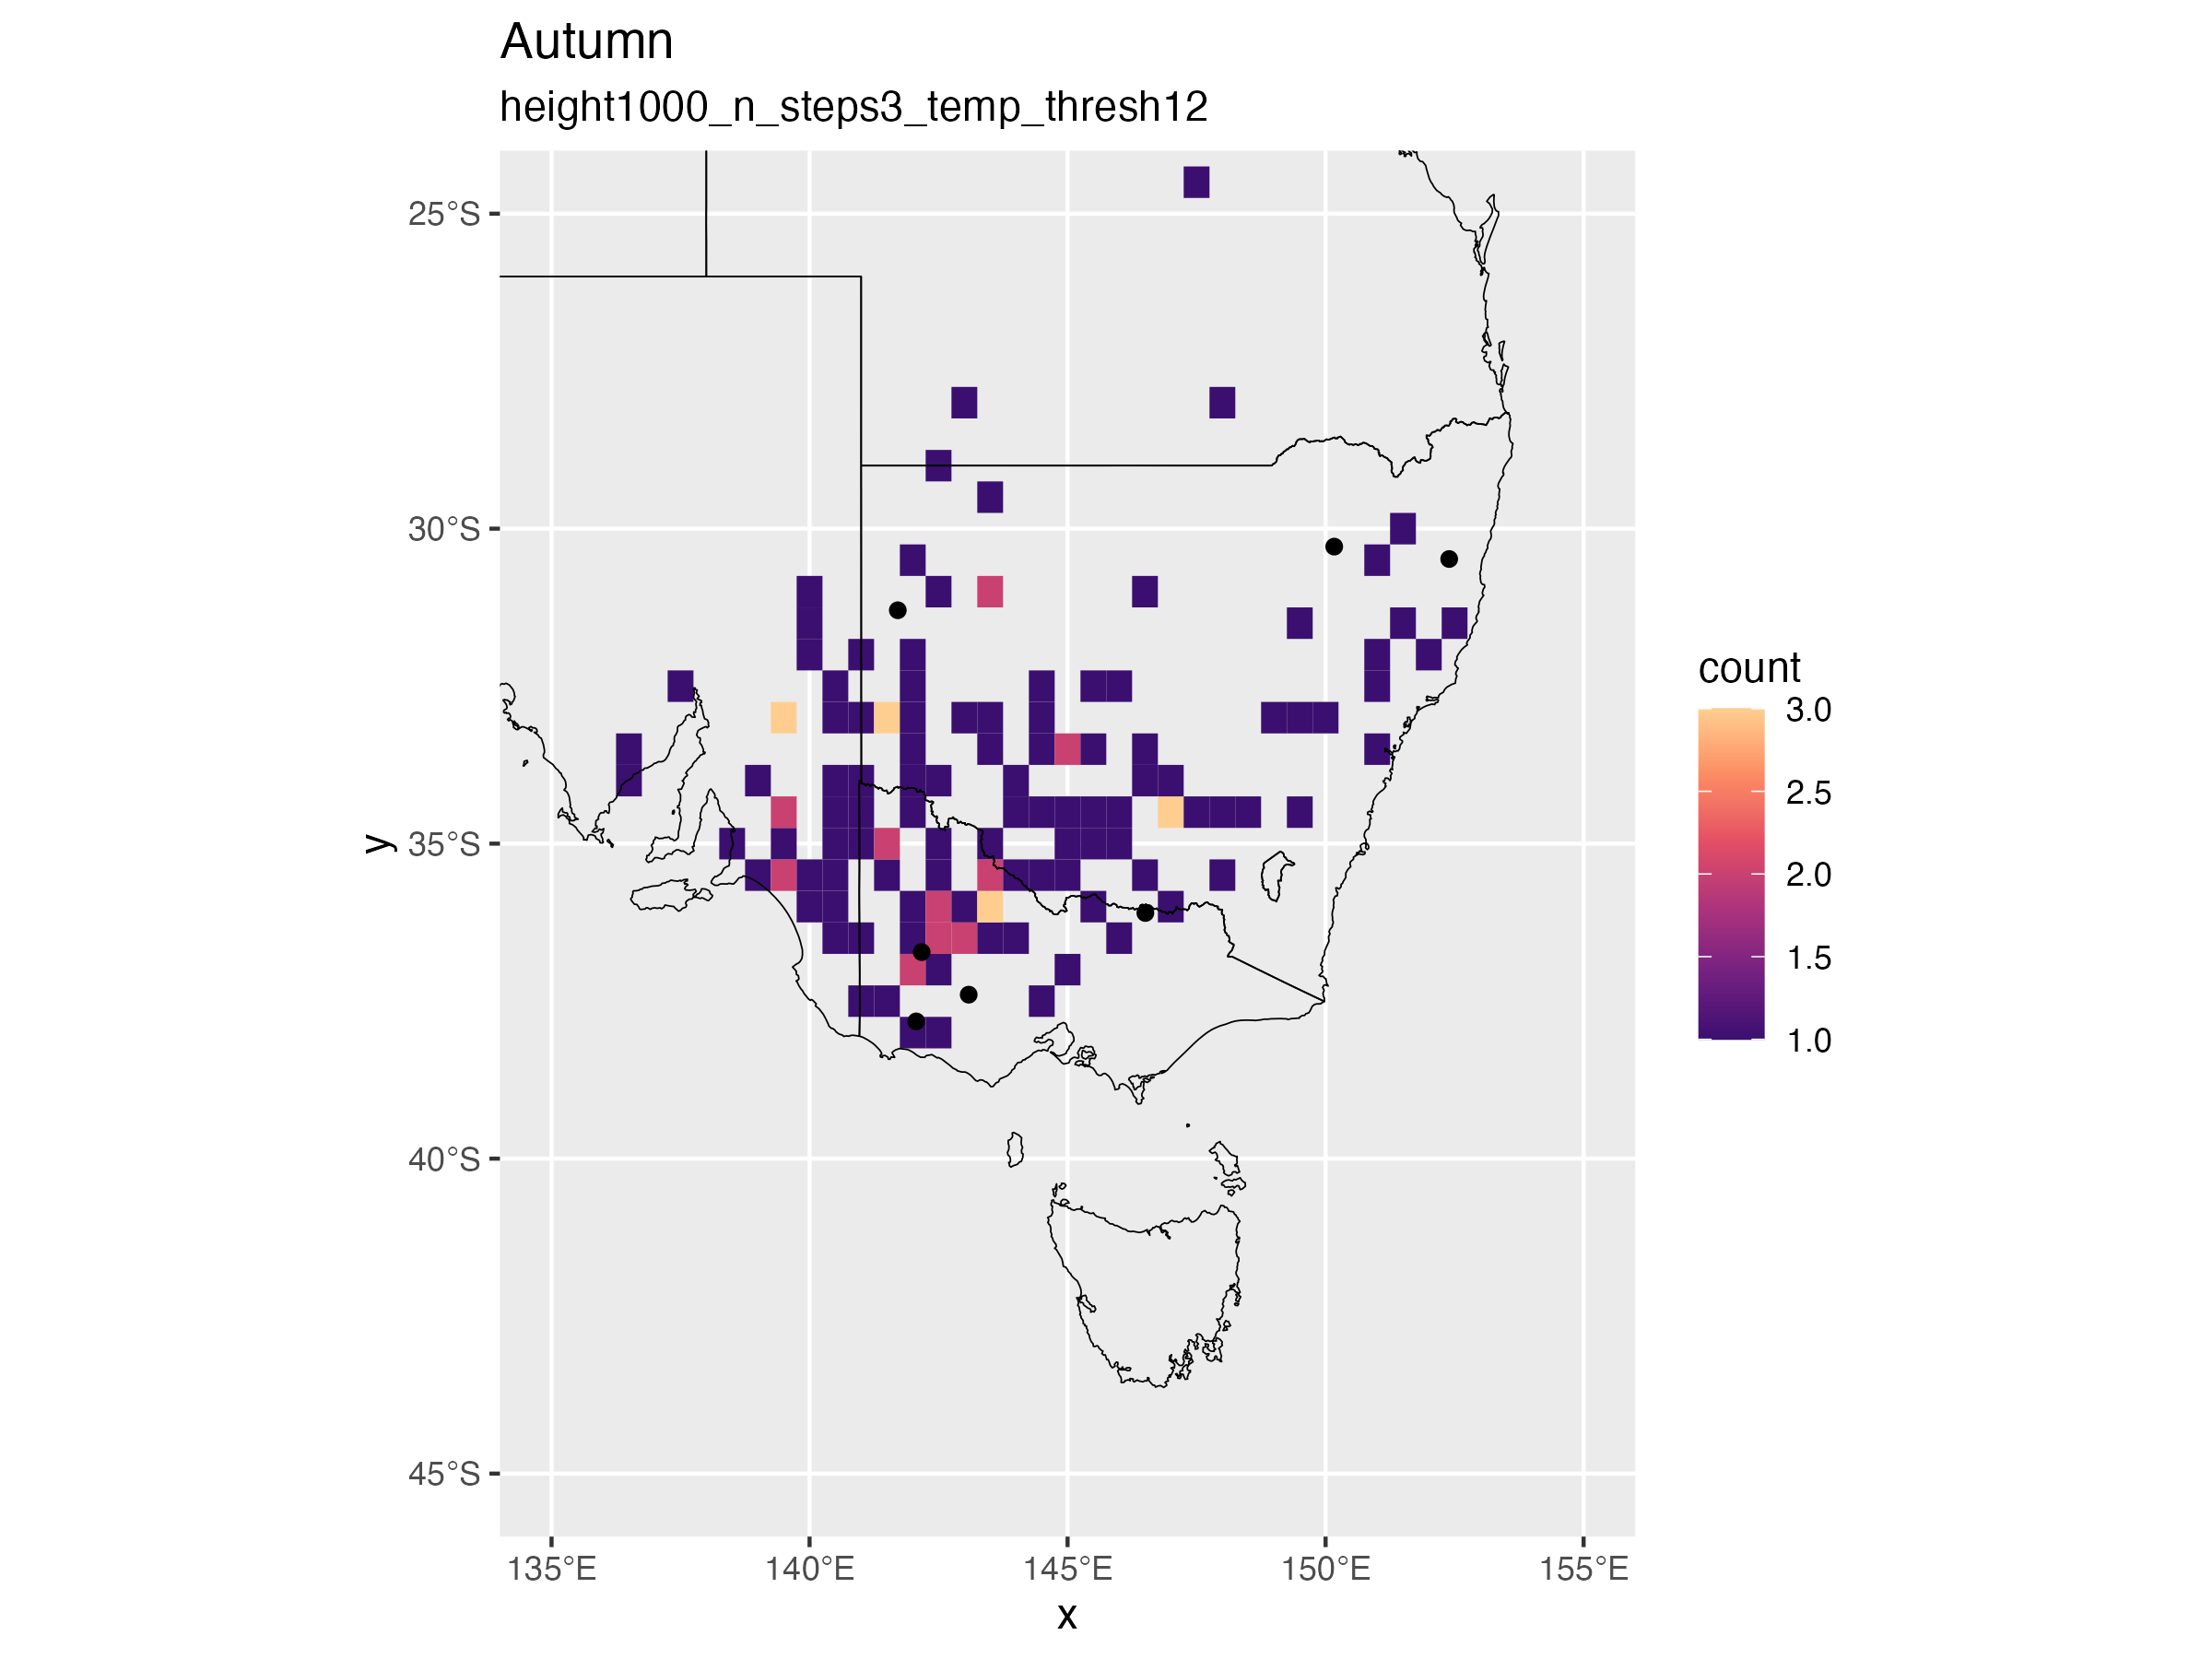 Autumn
height1000_n_steps3_temp_thresh12
25°S
30°S
35°S
40°S
45°S
y
135°E
140°E
145°E
150°E
155°E
x
count
3.0
2.5
2.0
1.5
1.0